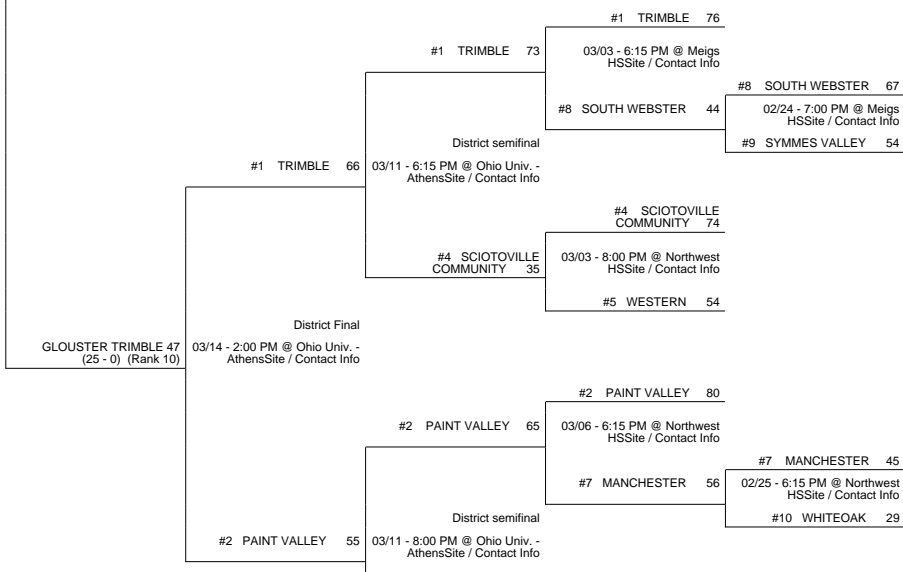 #1 TRIMBLE 76
#1 TRIMBLE 73
03/03 - 6:15 PM @ Meigs
HSSite / Contact Info
#8 SOUTH WEBSTER 67
#8 SOUTH WEBSTER 44
02/24 - 7:00 PM @ Meigs
HSSite / Contact Info
#9 SYMMES VALLEY 54
District semifinal
#1 TRIMBLE 66
03/11 - 6:15 PM @ Ohio Univ. -
AthensSite / Contact Info
#4 SCIOTOVILLE
COMMUNITY 74
#4 SCIOTOVILLE
COMMUNITY 35
03/03 - 8:00 PM @ Northwest
HSSite / Contact Info
#5 WESTERN 54
District Final
GLOUSTER TRIMBLE 47
(25 - 0) (Rank 10)
03/14 - 2:00 PM @ Ohio Univ. -
AthensSite / Contact Info
#2 PAINT VALLEY 80
#2 PAINT VALLEY 65
03/06 - 6:15 PM @ Northwest
HSSite / Contact Info
#7 MANCHESTER 45
#7 MANCHESTER 56
02/25 - 6:15 PM @ Northwest
HSSite / Contact Info
#10 WHITEOAK 29
District semifinal
#2 PAINT VALLEY 55
03/11 - 8:00 PM @ Ohio Univ. -
AthensSite / Contact Info